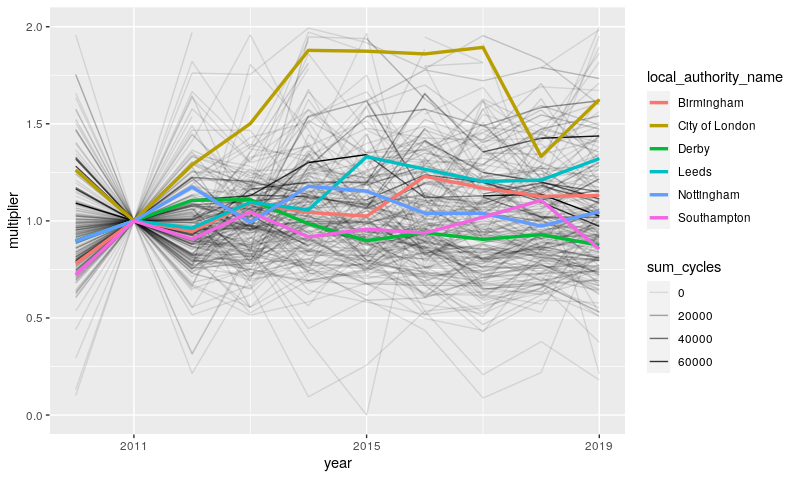 2.0
1.5
1.0
0.5
0.0
multiplier
2011
2015
2019
year
local_authority_name
Birmingham
City of London
Derby
Leeds
Nottingham
Southampton
sum_cycles
0
20000
40000
60000